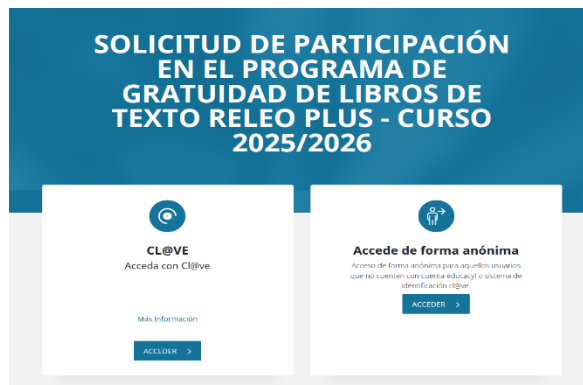 SOLICITUD DE PARTICIPACIÓN
EN EL PROGRAMA DE
GRATUIDAD DE LIBROS DE
TEXTO RELEO PLUS - CURSO
2025/2026
CL@VE
Acceda con Cl@ve
Más Información
ACCEDER >
Accede de forma anónima
Acceso de forma anónima para aquellos usuarios
que no cuenten con cuenta educacyl o sistema de
identificación cl@ve.
ACCEDER >